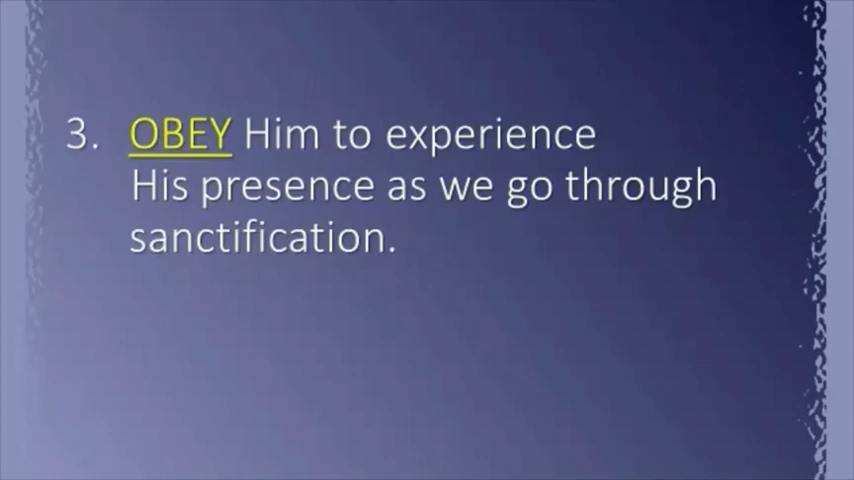 3. OBEY Him to experience
His presence as we go through
sanctification.